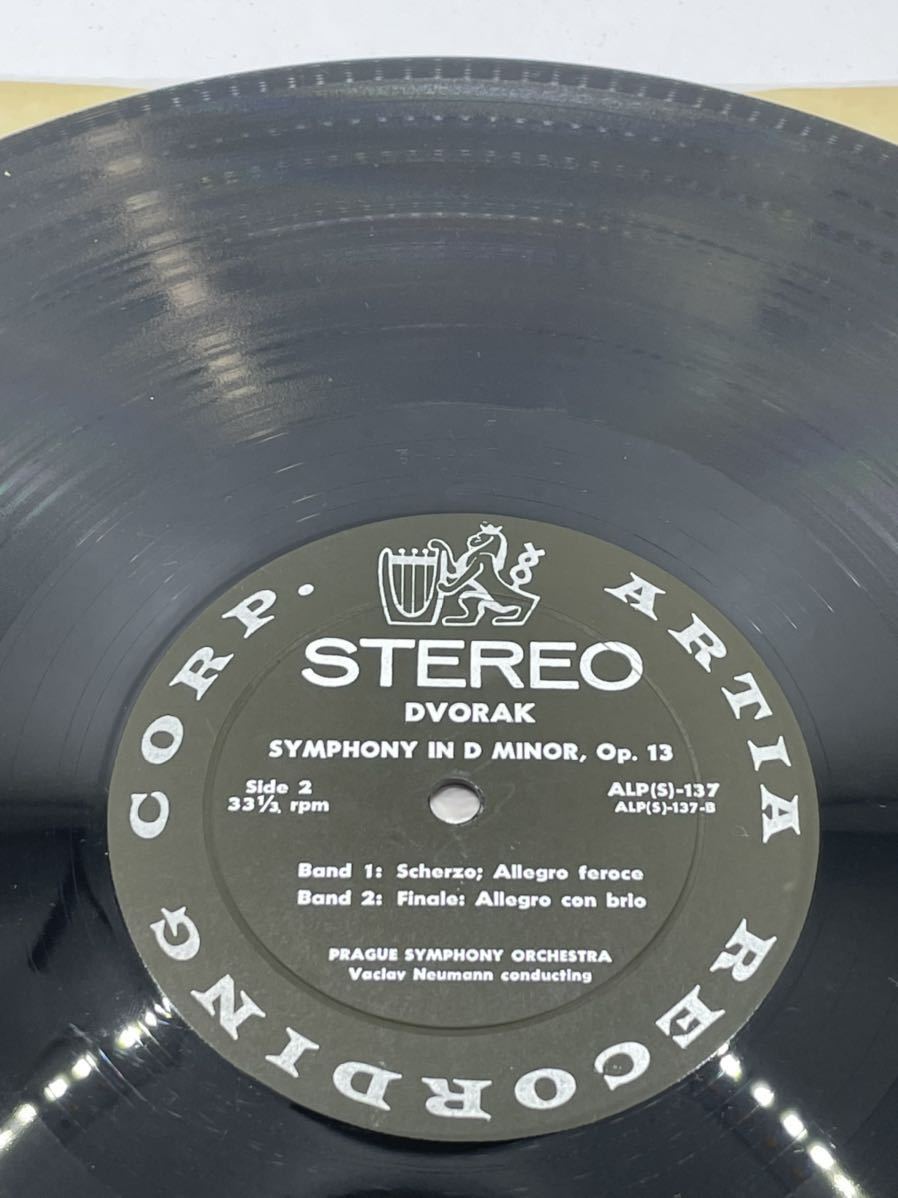 ARTIA RECORDING CORP.
STEREO
DVORAK
SYMPHONY IN D MINOR, Op. 13
Side 2
33⅓ rpm
ALP(S)-137
ALP(S)-137-B
Band 1: Scherzo; Allegro feroce
Band 2: Finale: Allegro con brio
PRAGUE SYMPHONY ORCHESTRA
Vaclav Neumann conducting